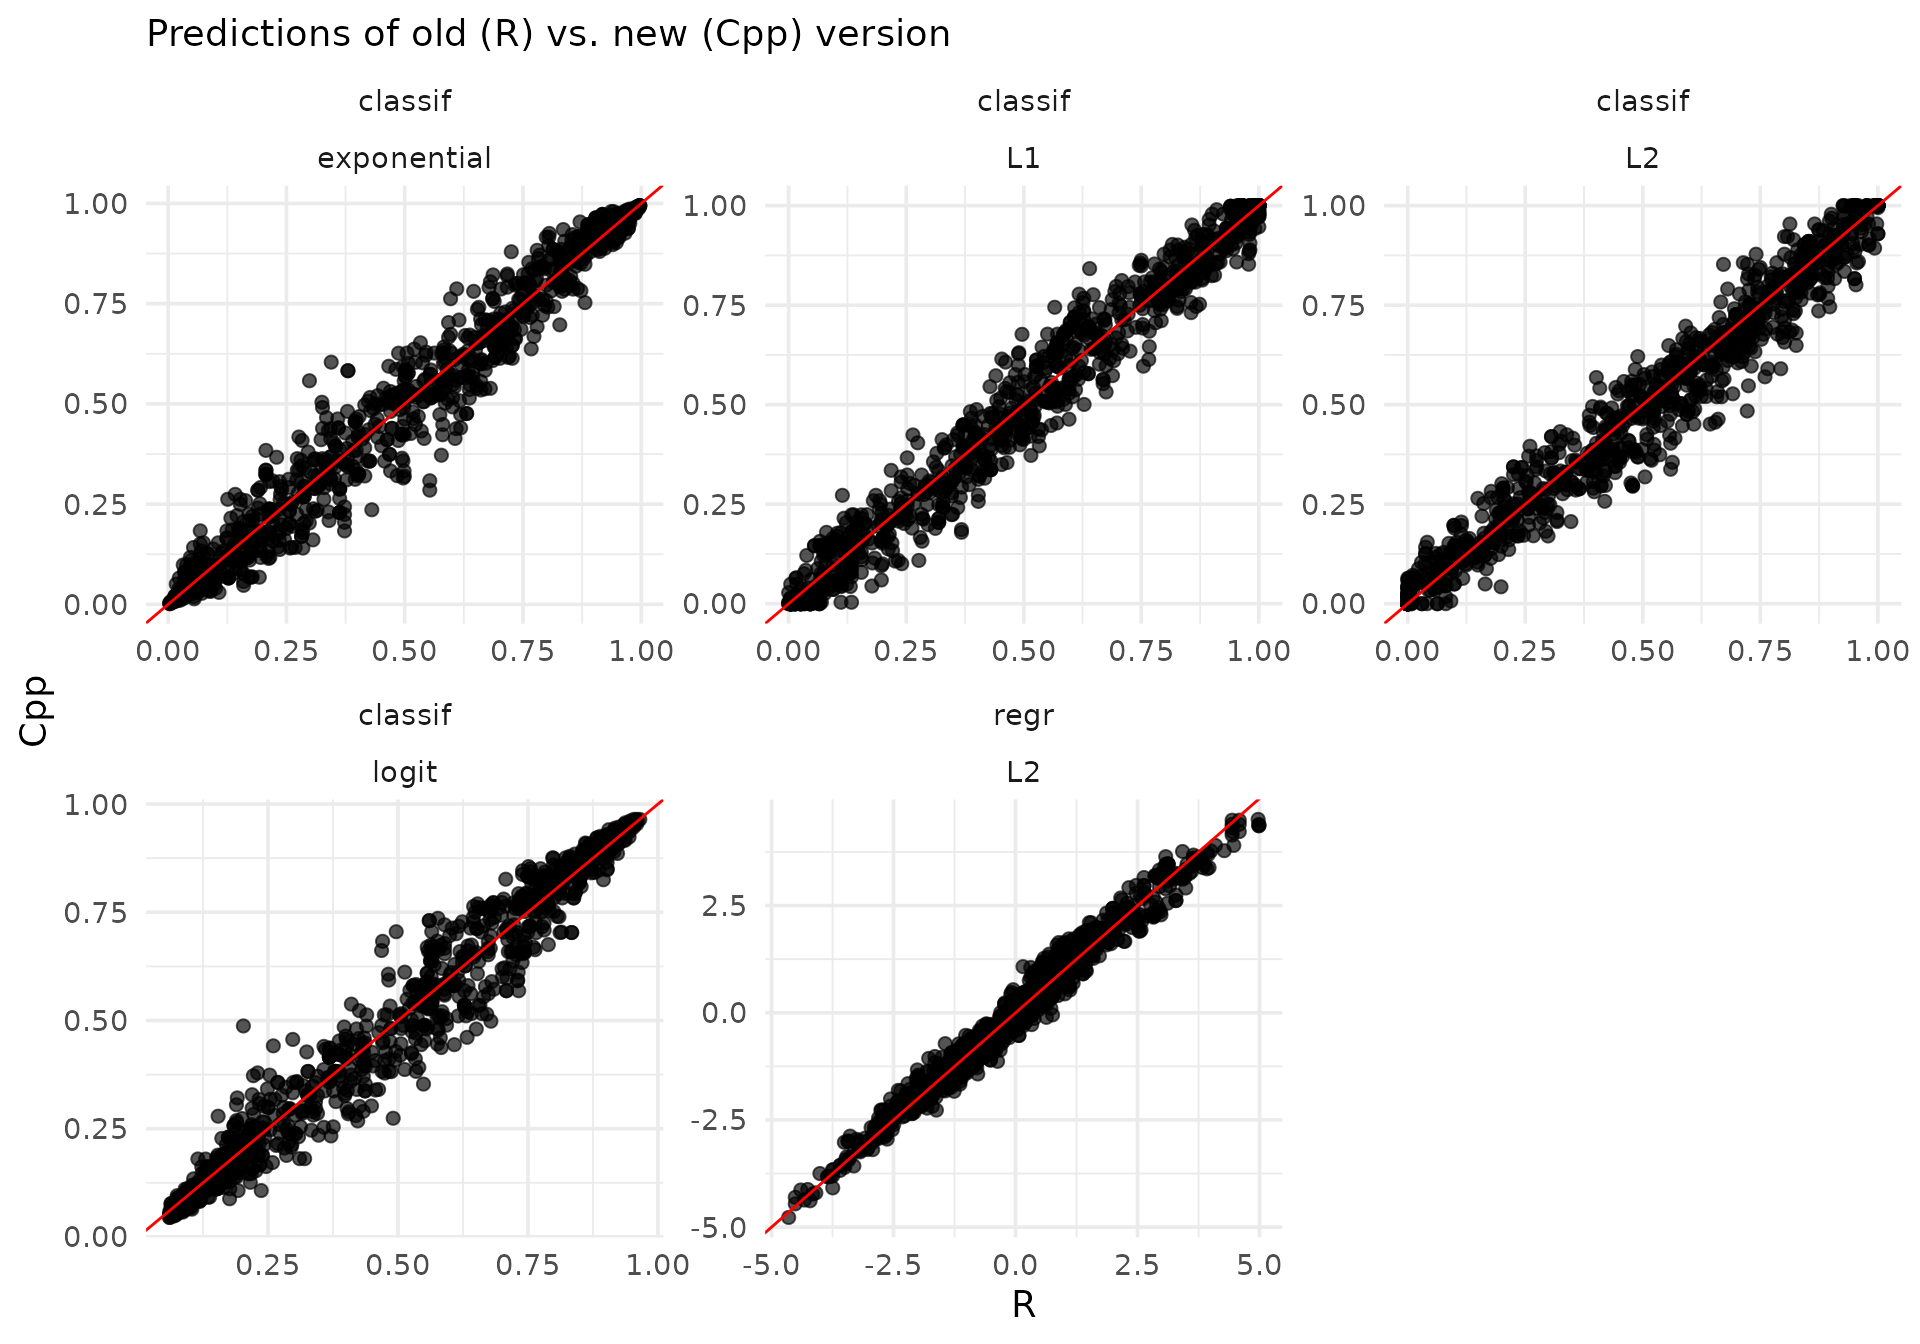 Predictions of old (R) vs. new (Cpp) version
classif classif classif
exponential L1 L2
1.00 1.00 1.00
0.75 0.75 0.75
0.50 0.50 0.50
0.25 0.25 0.25
0.00 0.00 0.00
0.00 0.25 0.50 0.75 1.00 0.00 0.25 0.50 0.75 1.00 0.00 0.25 0.50 0.75 1.00
Cpp
classif regr
logit L2
1.00
0.75 2.5
0.50 0.0
0.25 -2.5
0.00 -5.0
0.25 0.50 0.75 1.00 -5.0 -2.5 0.0 2.5 5.0
R